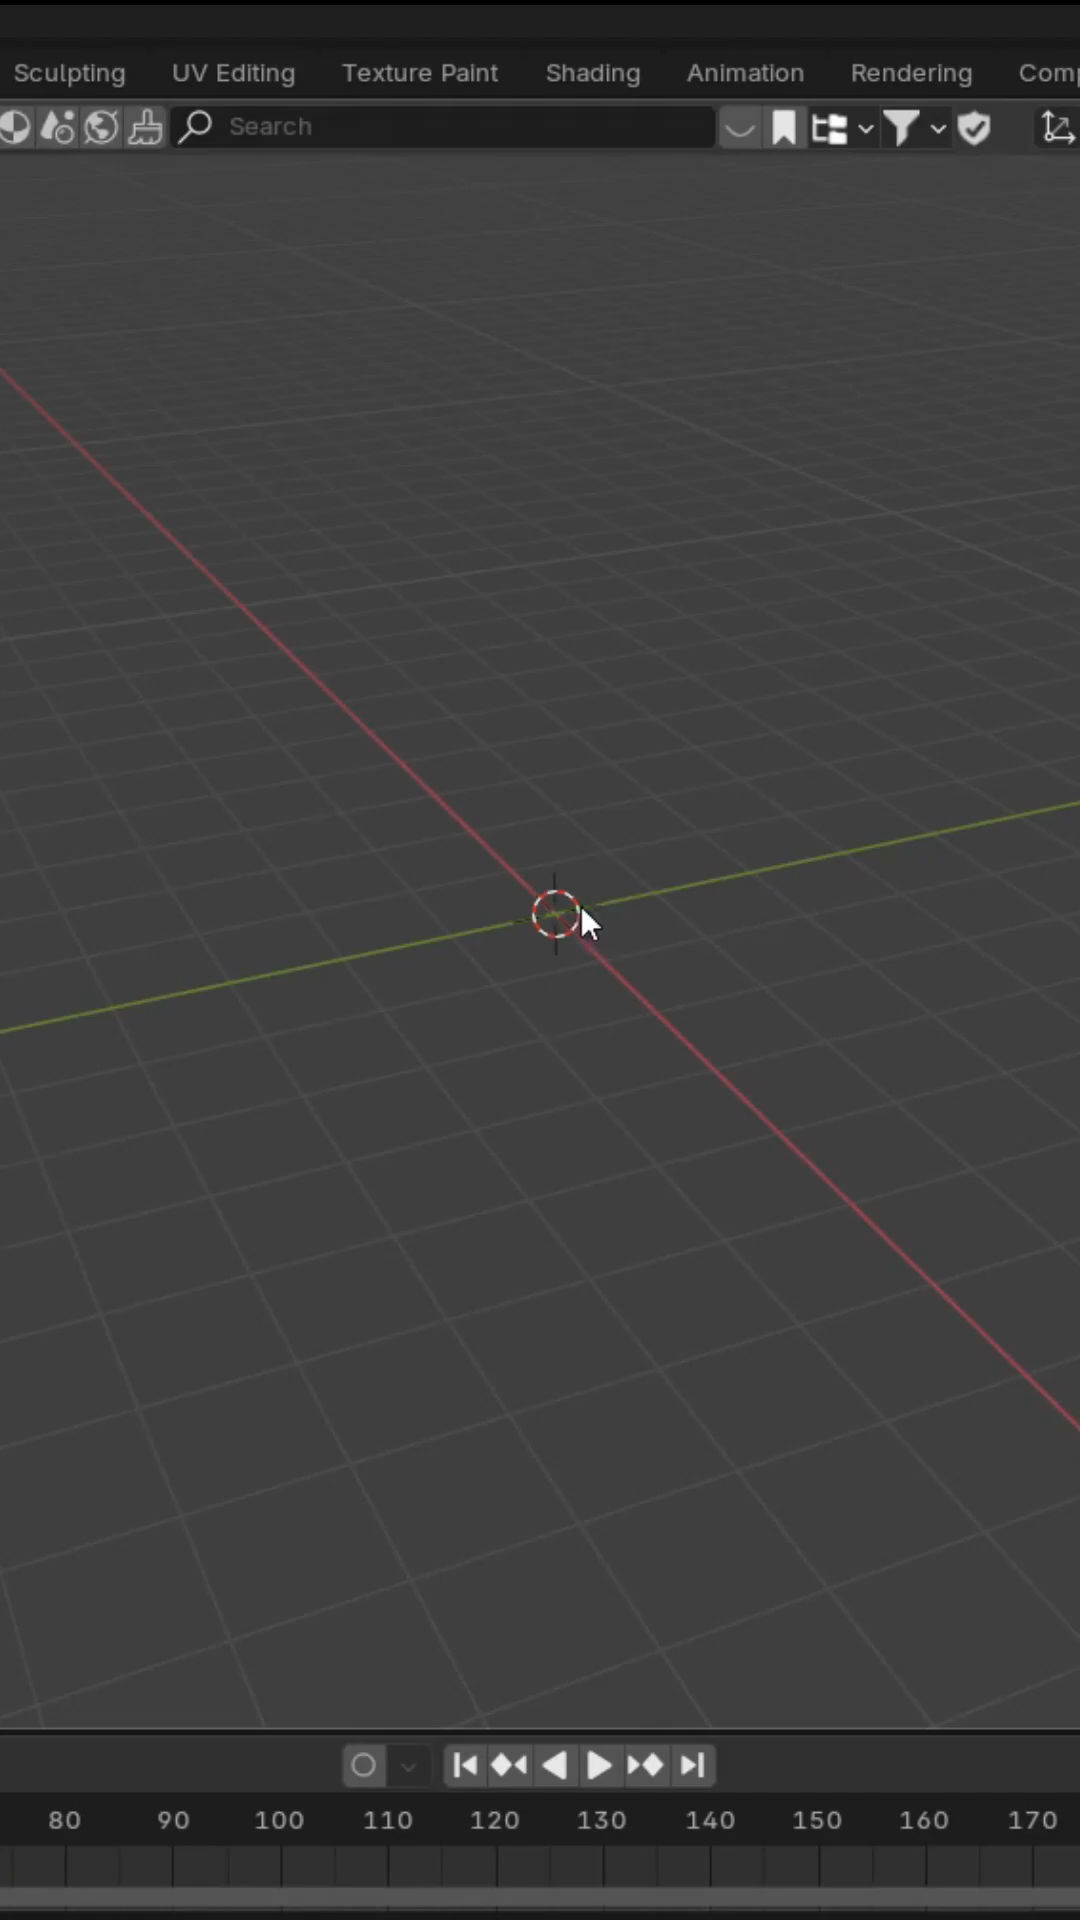 Sculpting UV Editing Texture Paint Shading Animation Rendering Comp
Search
80 90 100 110 120 130 140 150 160 170